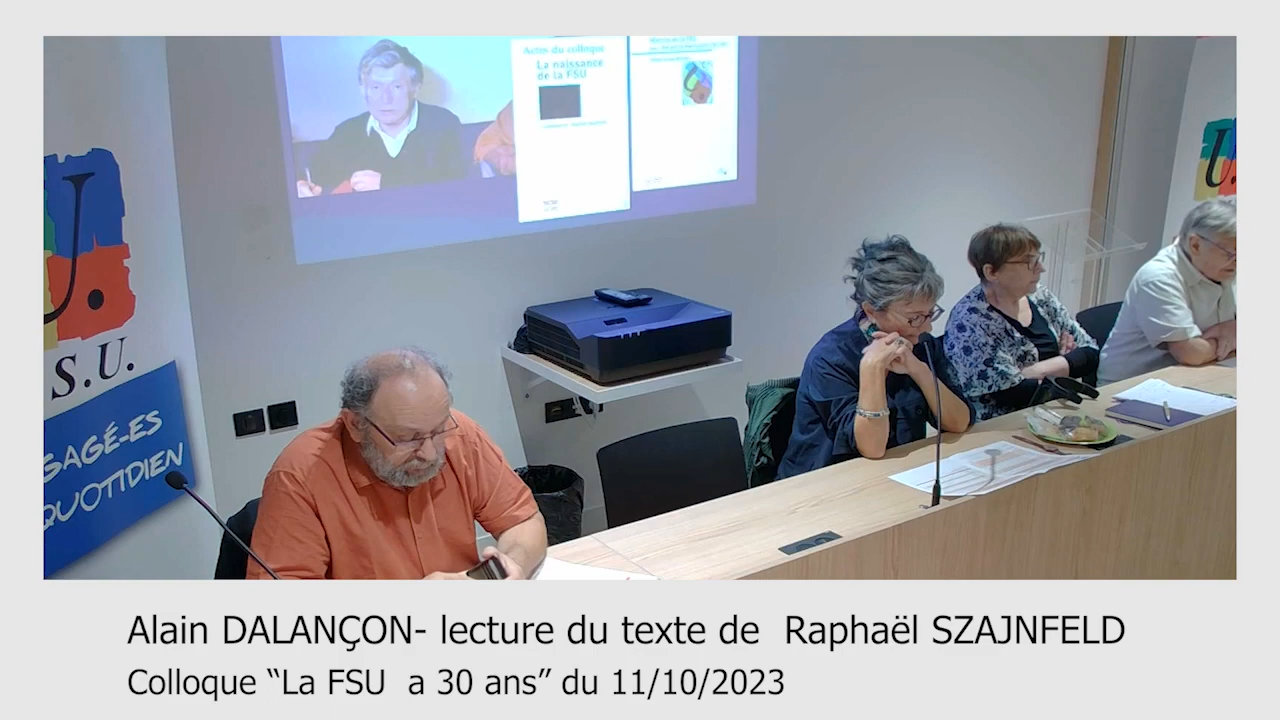 Actes du colloque
La naissance
de la FSU
U.
J.
S.U.
GAGÉ-ES
QUOTIDIEN
Alain DALANÇON- lecture du texte de Raphaël SZAJNFELD
Colloque “La FSU a 30 ans” du 11/10/2023